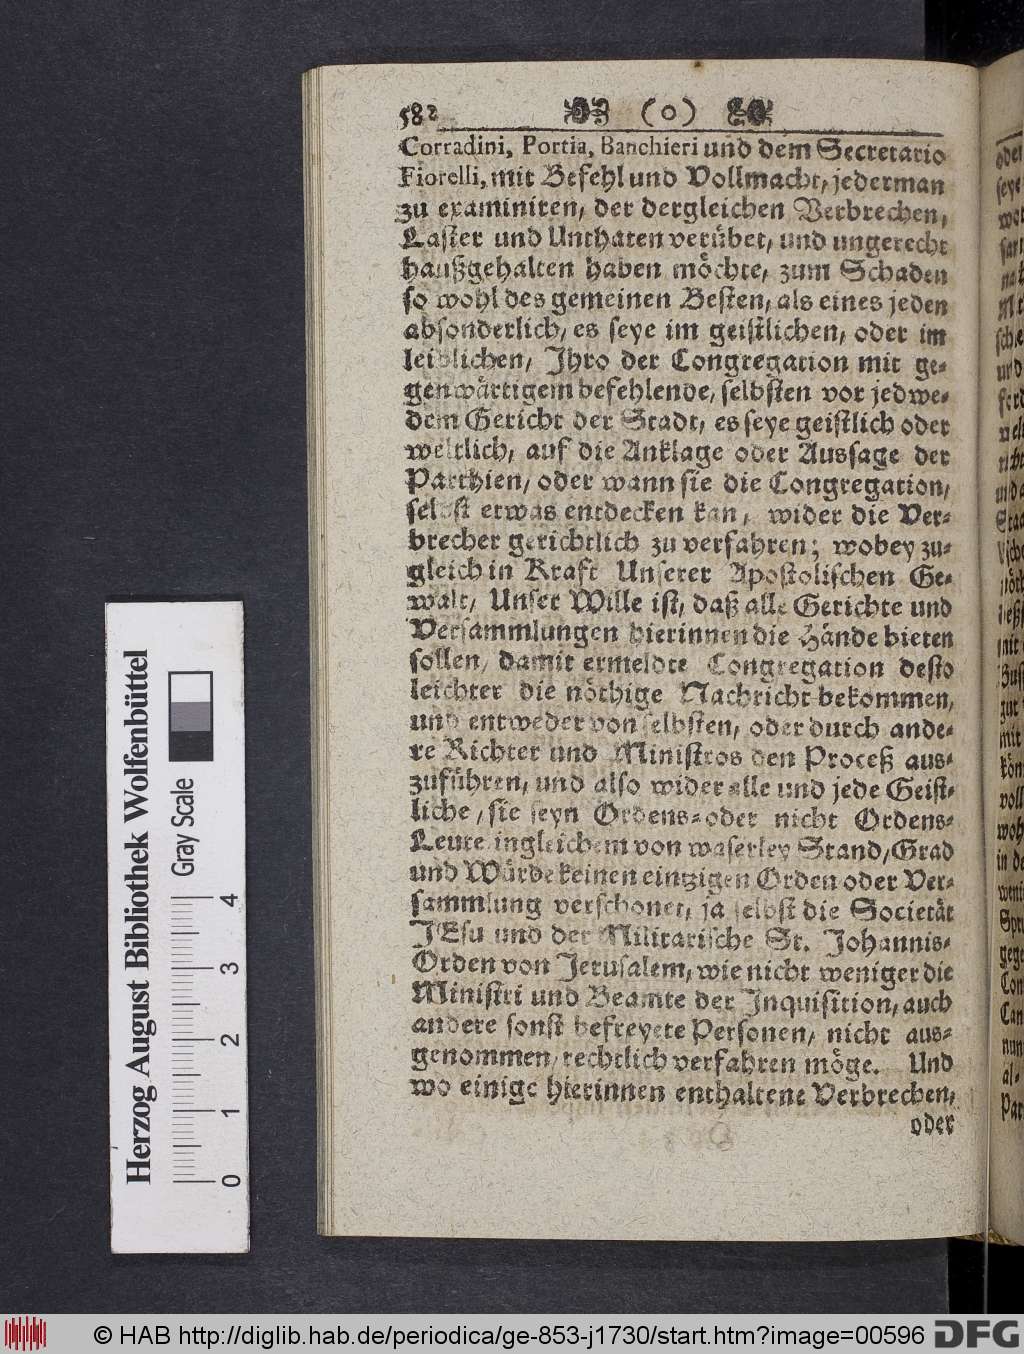 582 (o)
Corradini, Portia, Banchieri und dem Secretario
Fiorelli, mit Befehl und Vollmacht, jederman
zu examiniren, der dergleichen Verbrechen,
Laster und Unthaten verübet, und ungerecht
haußgehalten haben möchte, zum Schaden
so wohl des gemeinen Besten, als eines jeden
absonderlich, es seye im geistlichen, oder im
leiblichen, Ihro der Congregation mit ge-
genwärtigem befehlende, selbsten vor jedwe-
dem Gericht der Stadt, es seye geistlich oder
weltlich, auf die Anklage oder Aussage der
Parthien, oder wann sie die Congregation,
selbst etwas entdecken kan, wider die Ver-
brecher gerichtlich zu verfahren; wobey zu-
gleich in Kraft Unserer Apostolischen Ge-
walt, Unser Wille ist, daß alle Gerichte und
Versammlungen hierinnen die Hände bieten
sollen, damit ermeldte Congregation desto
leichter die nöthige Nachricht bekommen,
und entweder von selbsten, oder durch ande-
re Richter und Ministros den Proceß aus-
zuführen, und also wider alle und jede Geist-
liche, sie seyn Ordens- oder nicht Ordens-
Leute ingleichem von waserley Stand, Grad
und Würde keinen eintzigen Orden oder Ver-
sammlung verschonet, ja selbst die Societät
JEsu und der Militarische St. Johannis-
Orden von Jerusalem, wie nicht weniger die
Ministri und Beamte der Inquisition, auch
andere sonst befreyete Personen, nicht aus-
genommen, rechtlich verfahren möge. Und
wo einige hierinnen enthaltene Verbrechen,
oder
Herzog August Bibliothek Wolfenbüttel
Gray Scale
0 1 2 3 4
© HAB http://diglib.hab.de/periodica/ge-853-j1730/start.htm?image=00596 DFG